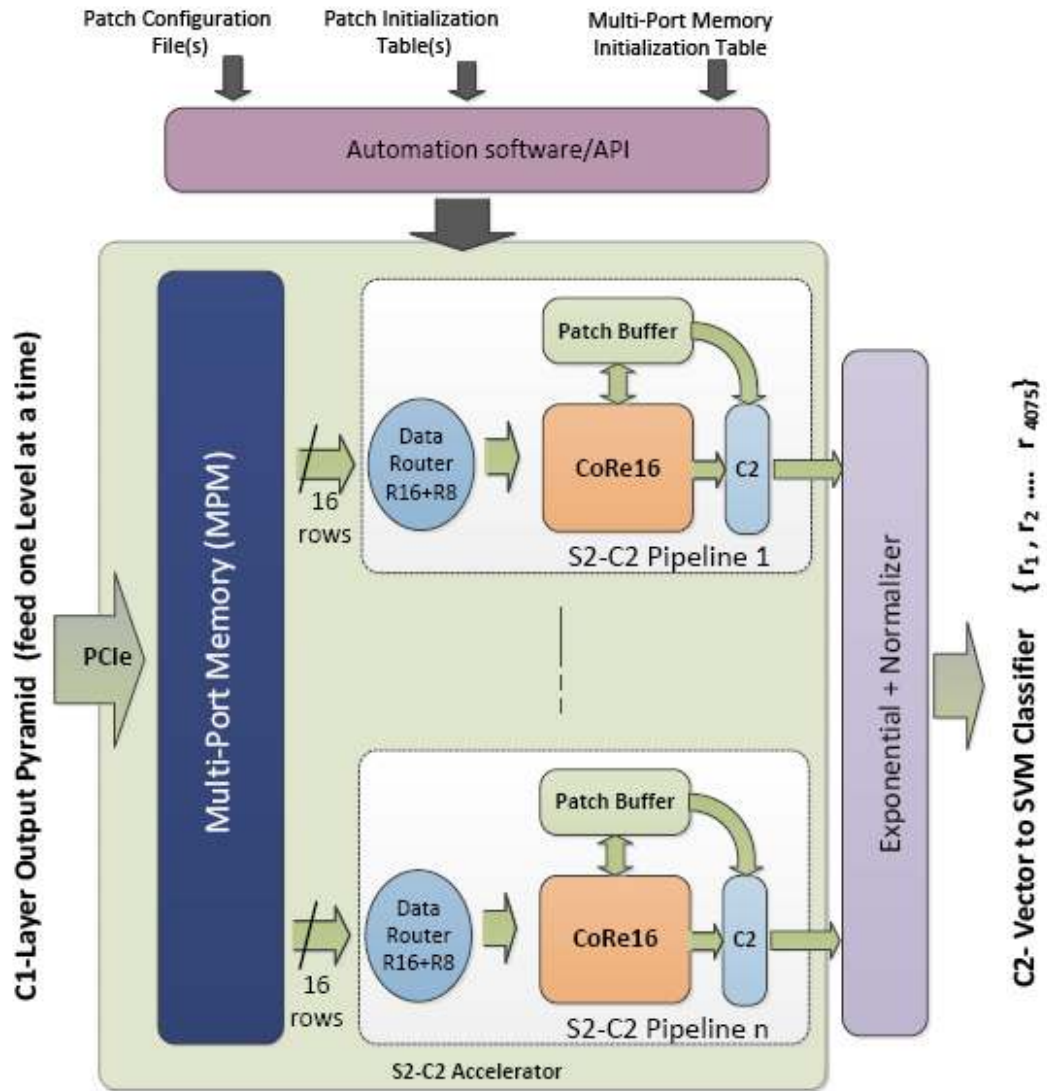 Patch Configuration
File(s)
Patch Initialization
Table(s)
Multi-Port Memory
Initialization Table
Automation software/API
C1-Layer Output Pyramid (feed one Level at a time)
PCIe
Multi-Port Memory (MPM)
16
rows
Data
Router
R16+R8
Patch Buffer
CoRe16
C2
S2-C2 Pipeline 1
16
rows
Data
Router
R16+R8
Patch Buffer
CoRe16
C2
S2-C2 Pipeline n
S2-C2 Accelerator
Exponential + Normalizer
C2- Vector to SVM Classifier { r1 , r2 ..... r 4075}